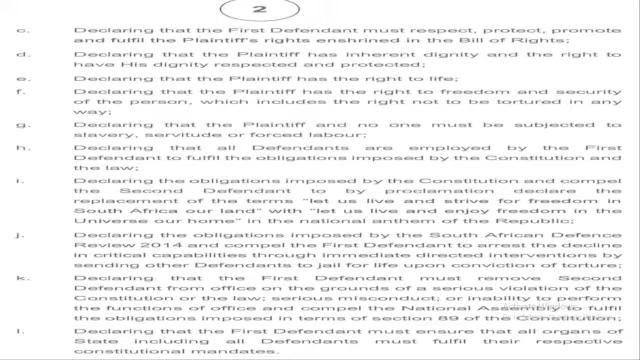 2
c. Declaring that the First Defendant must respect, protect, promote
and fulfil the Plaintiff's rights enshrined in the Bill of Rights;
d. Declaring that the Plaintiff has inherent dignity and the right to
have His dignity respected and protected;
e. Declaring that the Plaintiff has the right to life;
f. Declaring that the Plaintiff has the right to freedom and security
of the person, which includes the right not to be tortured in any
way;
g. Declaring that the Plaintiff and no one must be subjected to
slavery, servitude or forced labour;
h. Declaring that all Defendants are employed by the First
Defendant to fulfil the obligations imposed by the Constitution and
the law;
i. Declaring the obligations imposed by the Constitution and compel
the Second Defendant to by proclamation declare the
replacement of the terms "let us live and strive for freedom in
South Africa our land" with "let us live and enjoy freedom in the
Universe our home" in the national anthem of the Republic;
j. Declaring the obligations imposed by the South African Defence
Review 2014 and compel the First Defendant to arrest the decline
in critical capabilities through immediate directed interventions by
sending other Defendants to jail for life upon conviction of torture;
k. Declaring that the First Defendant must remove Second
Defendant from office on the grounds of a serious violation of the
Constitution or the law; serious misconduct; or inability to perform
the functions of office and compel the National Assembly to fulfil
the obligations imposed in terms of section 89 of the Constitution;
l. Declaring that the First Defendant must ensure that all organs of
State including all Defendants must fulfil their respective
constitutional mandates.